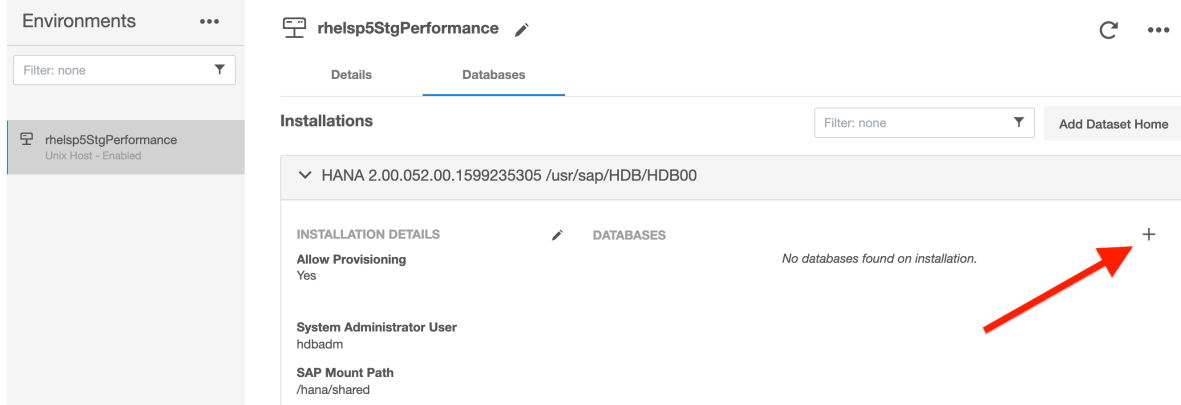 Environments
Filter: none
rhelsp5StgPerformance
Unix Host - Enabled
rhelsp5StgPerformance
Details Databases
Installations
Filter: none
Add Dataset Home
HANA 2.00.052.00.1599235305 /usr/sap/HDB/HDB00
INSTALLATION DETAILS
Allow Provisioning
Yes
System Administrator User
hdbadm
SAP Mount Path
/hana/shared
DATABASES
No databases found on installation.